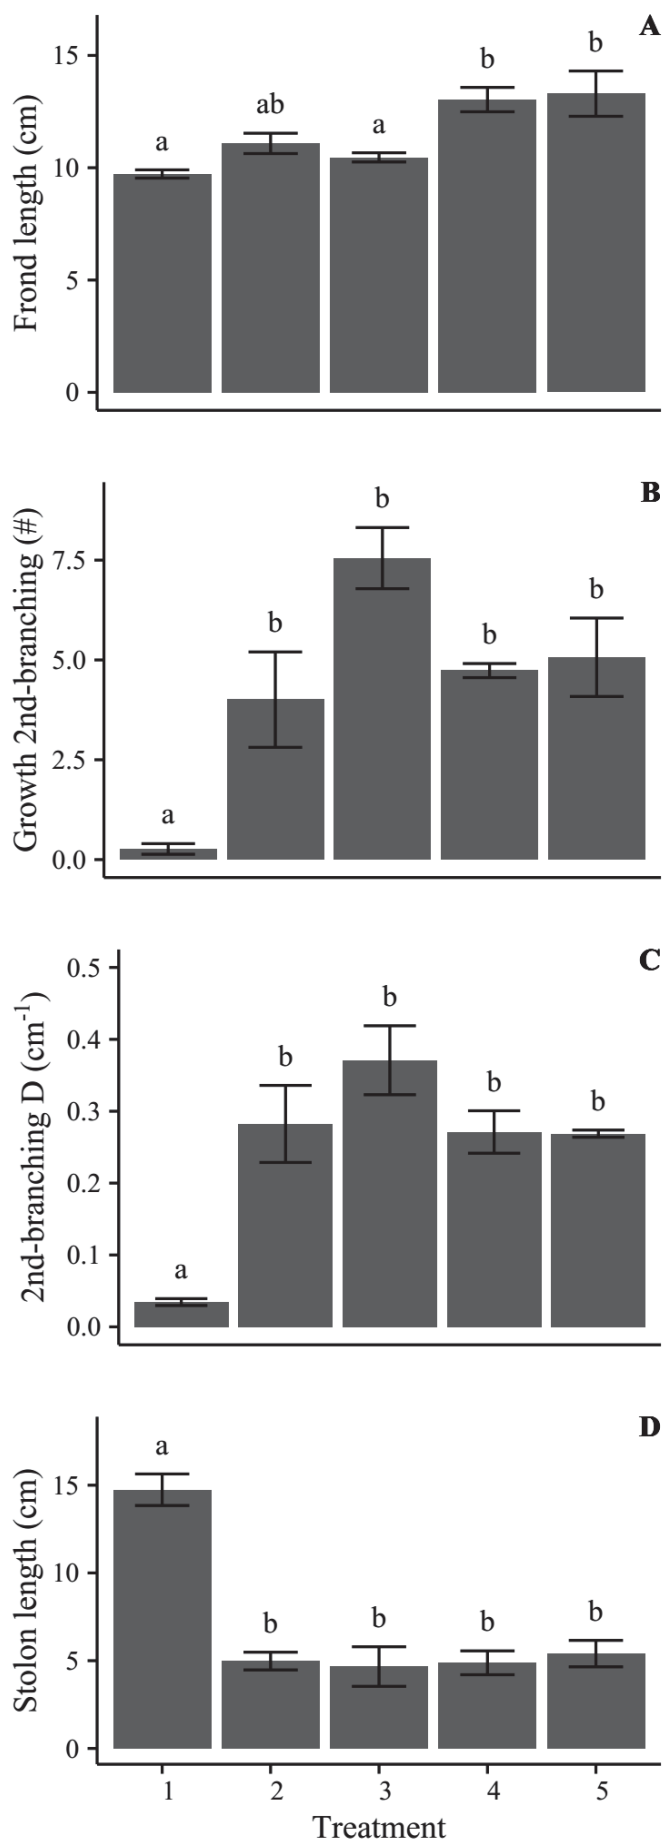 A
Frond length (cm)
15
10
5
0
a
ab
a
b
b
B
Growth 2nd-branching (#)
7.5
5.0
2.5
0.0
a
b
b
b
b
C
2nd-branching D (cm⁻¹)
0.5
0.4
0.3
0.2
0.1
0.0
a
b
b
b
b
D
Stolon length (cm)
15
10
5
0
a
b
b
b
b
1 2 3 4 5
Treatment